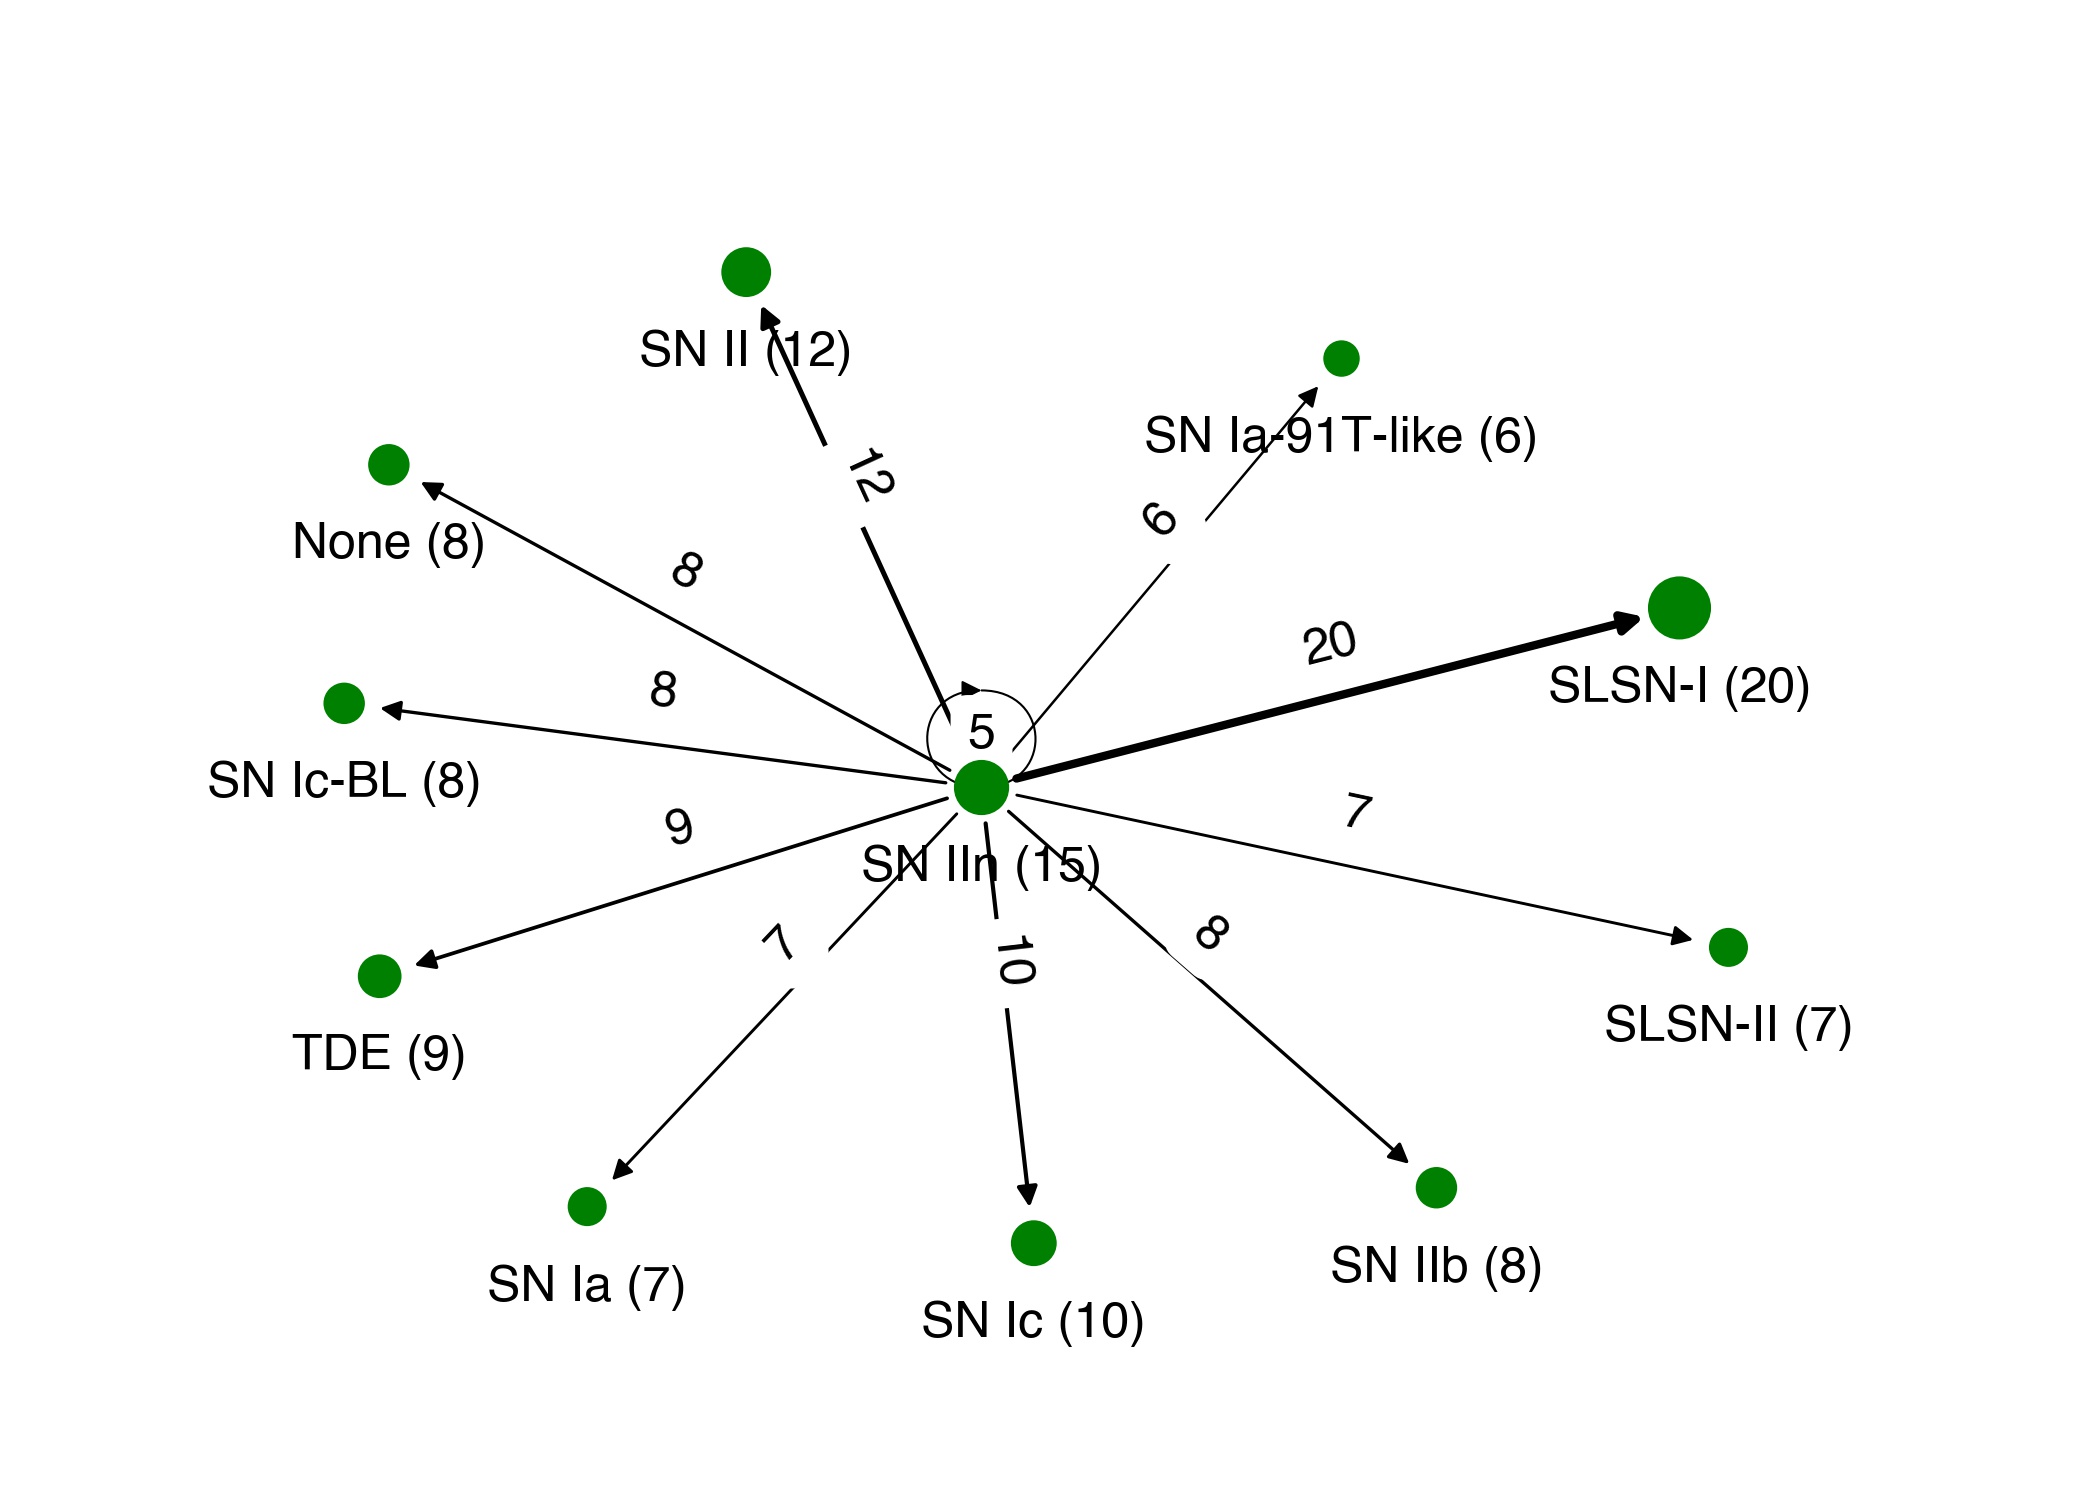 SN II (12)
SN Ia-91T-like (6)
12
6
None (8)
8
20
SLSN-I (20)
8
5
SN Ic-BL (8)
9
7
SN IIn (15)
7
10
8
SLSN-II (7)
TDE (9)
SN Ia (7)
SN Ic (10)
SN IIb (8)